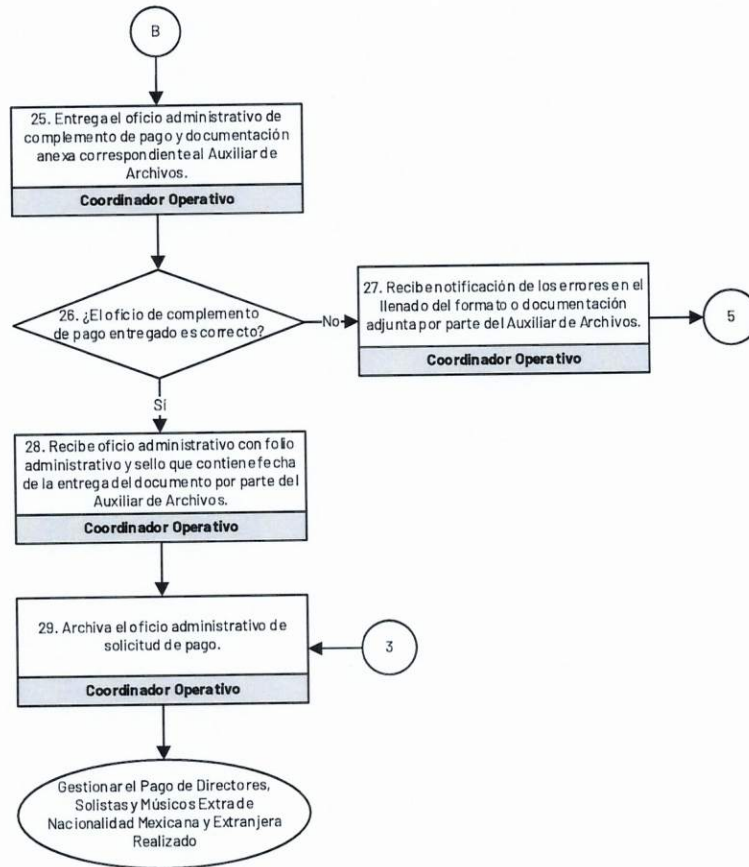 B
25. Entrega el oficio administrativo de
complemento de pago y documentación
anexa correspondiente al Auxiliar de
Archivos.
Coordinador Operativo
26. ¿El oficio de complemento
de pago entregado es correcto?
No
27. Recibe notificación de los errores en el
llenado del formato o documentación
adjunta por parte del Auxiliar de Archivos.
Coordinador Operativo
5
Sí
28. Recibe oficio administrativo con folio
administrativo y sello que contiene fecha
de la entrega del documento por parte del
Auxiliar de Archivos.
Coordinador Operativo
29. Archiva el oficio administrativo de
solicitud de pago.
Coordinador Operativo
3
Gestionar el Pago de Directores,
Solistas y Músicos Extra de
Nacionalidad Mexicana y Extranjera
Realizado